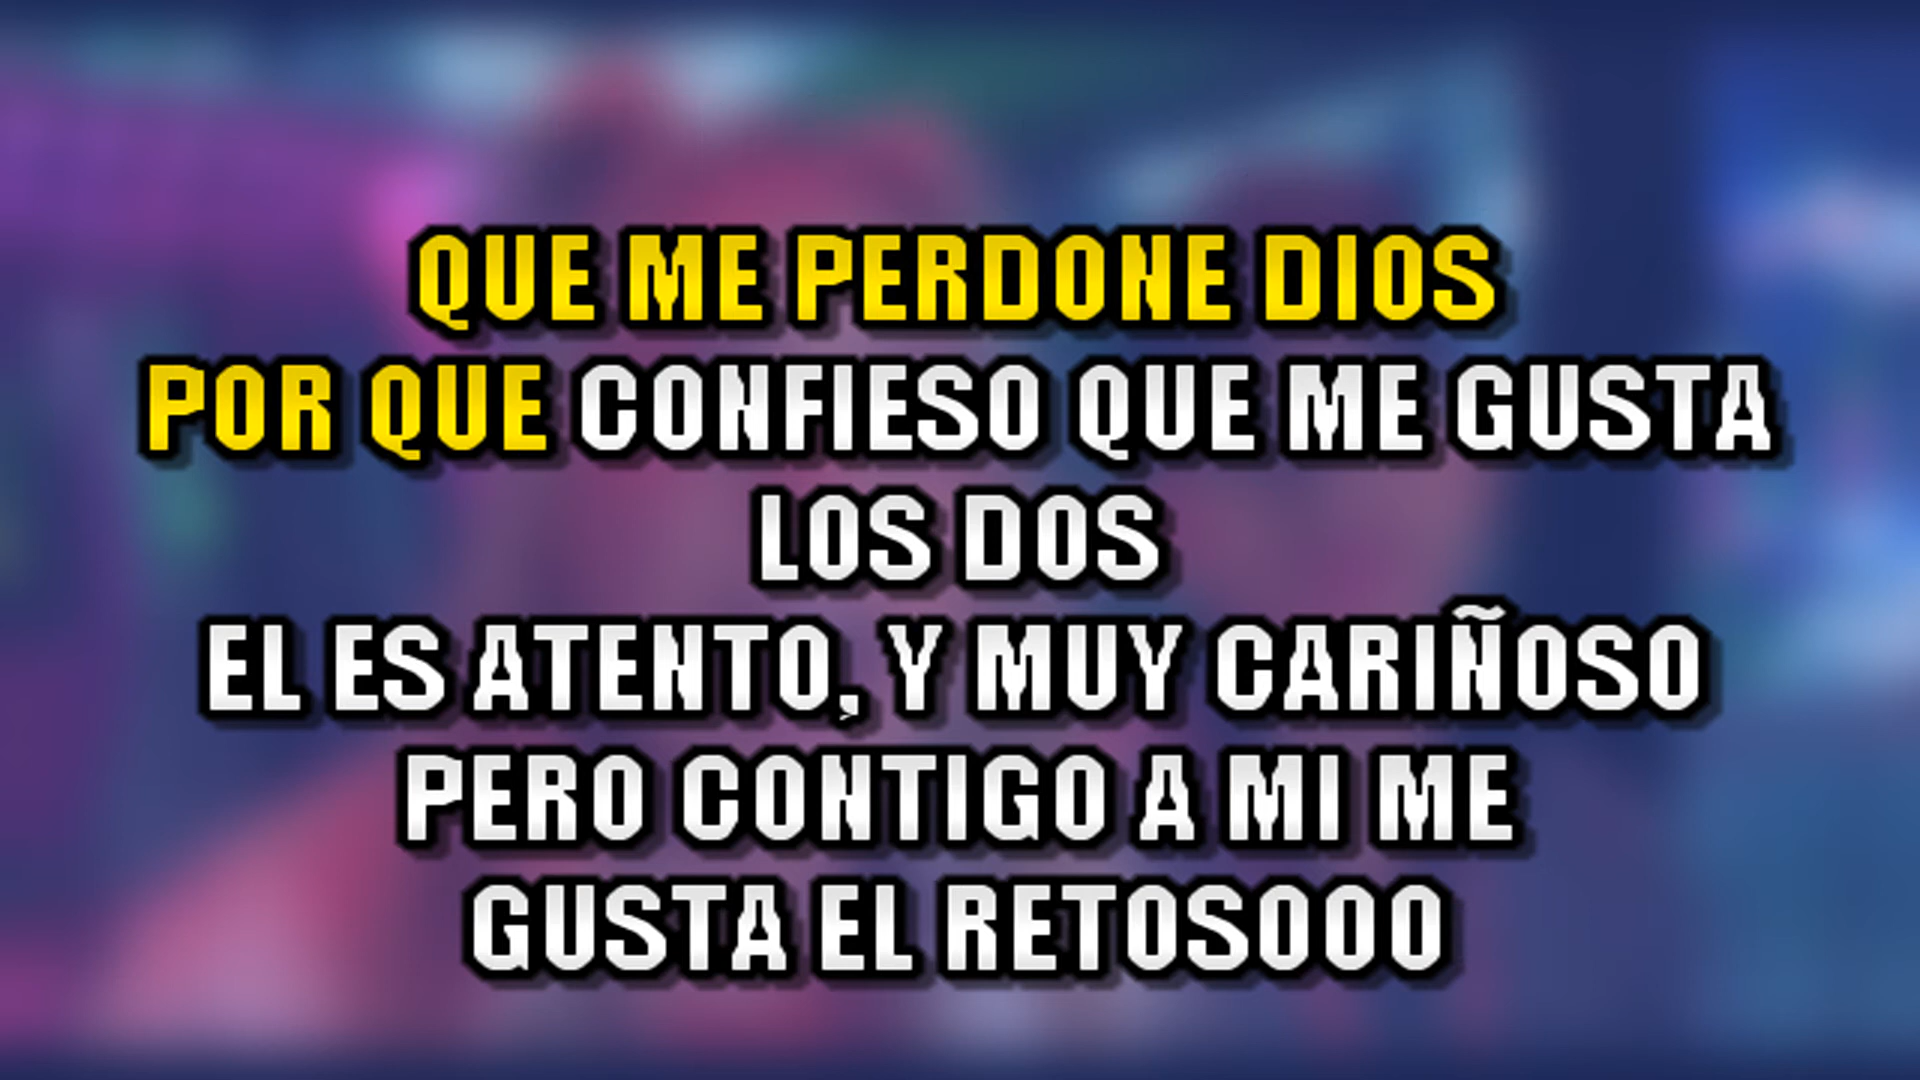 QUE ME PERDONE DIOS
POR QUE CONFIESO QUE ME GUSTA
LOS DOS
EL ES ATENTO, Y MUY CARIÑOSO
PERO CONTIGO A MI ME
GUSTA EL RETOSOOO